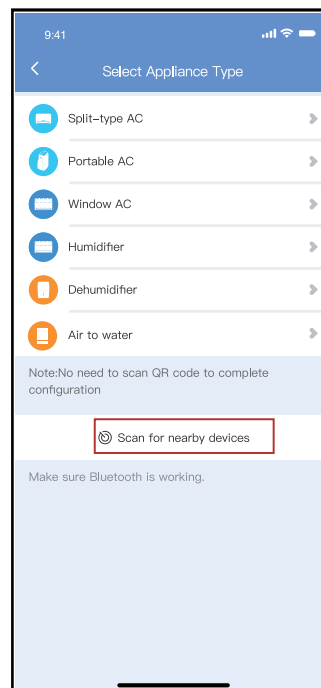 9:41
Select Appliance Type
Split-type AC
Portable AC
Window AC
Humidifier
Dehumidifier
Air to water
Note:No need to scan QR code to complete
configuration
Scan for nearby devices
Make sure Bluetooth is working.